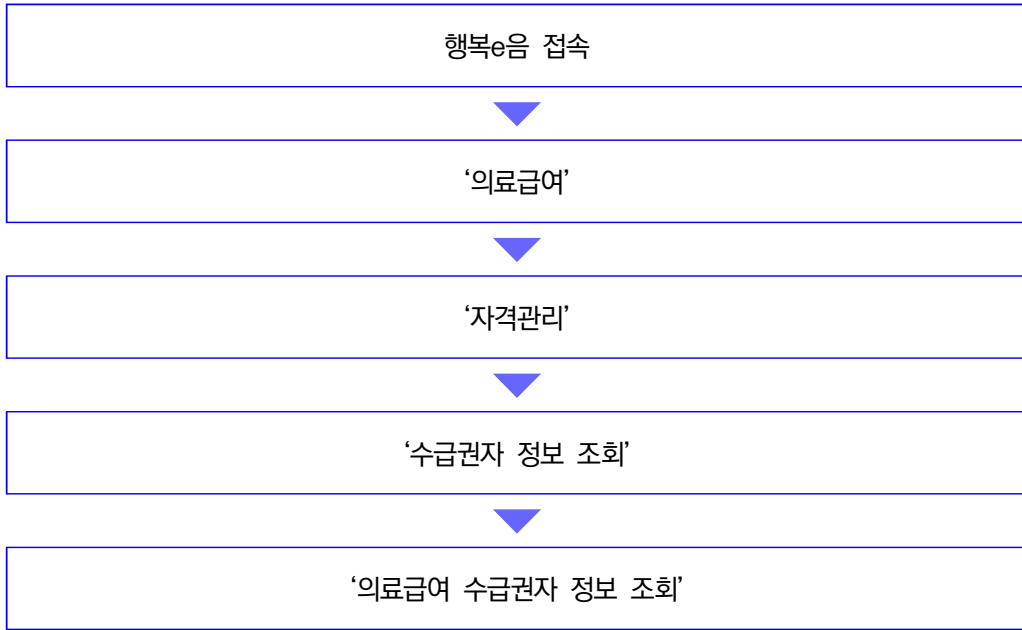 행복e음 접속
‘의료급여’
‘자격관리’
‘수급권자 정보 조회’
‘의료급여 수급권자 정보 조회’